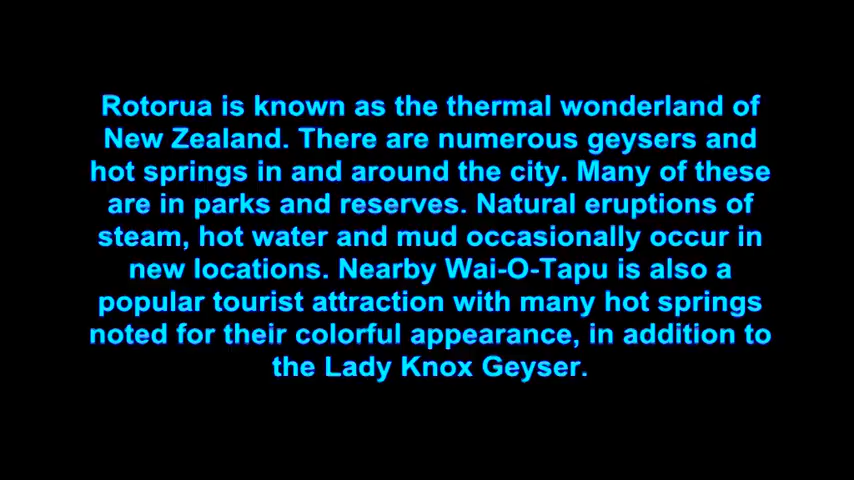 Rotorua is known as the thermal wonderland of
New Zealand. There are numerous geysers and
hot springs in and around the city. Many of these
are in parks and reserves. Natural eruptions of
steam, hot water and mud occasionally occur in
new locations. Nearby Wai-O-Tapu is also a
popular tourist attraction with many hot springs
noted for their colorful appearance, in addition to
the Lady Knox Geyser.